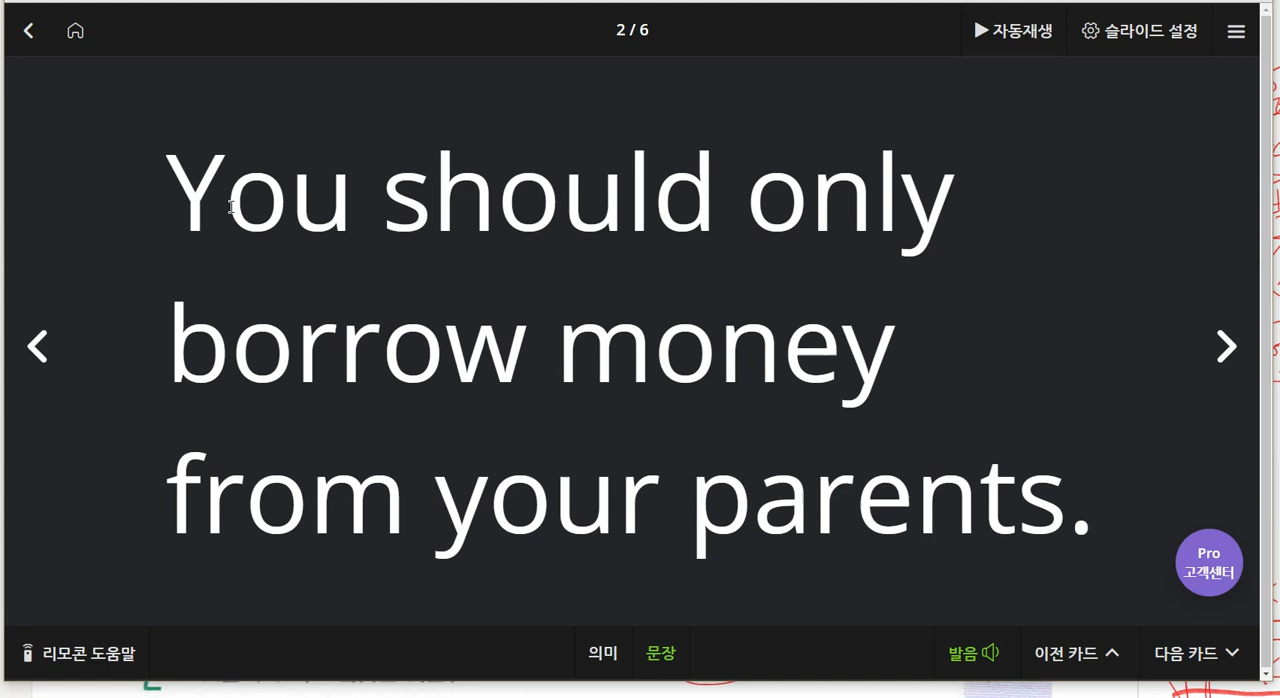 2 / 6
자동재생
슬라이드 설정
You should only
borrow money
from your parents.
Pro
고객센터
리모콘 도움말
의미
문장
발음
이전 카드
다음 카드